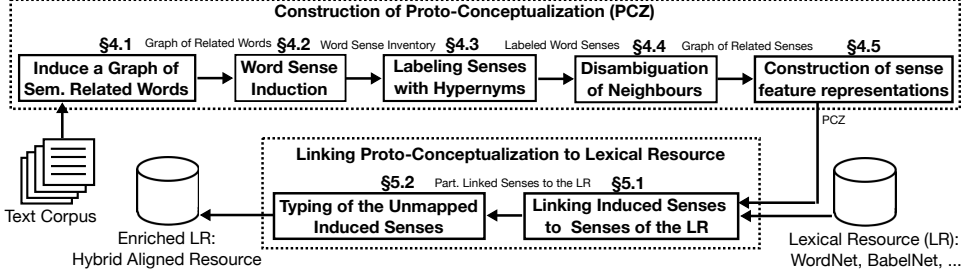 Construction of Proto-Conceptualization (PCZ)
§4.1 Graph of Related Words §4.2 Word Sense Inventory §4.3 Labeled Word Senses §4.4 Graph of Related Senses §4.5
Induce a Graph of
Sem. Related Words
Word Sense
Induction
Labeling Senses
with Hypernyms
Disambiguation
of Neighbours
Construction of sense
feature representations
PCZ
Text Corpus
Linking Proto-Conceptualization to Lexical Resource
§5.2 Part. Linked Senses to the LR §5.1
Typing of the Unmapped
Induced Senses
Linking Induced Senses
to Senses of the LR
Enriched LR:
Hybrid Aligned Resource
Lexical Resource (LR):
WordNet, BabelNet, ...